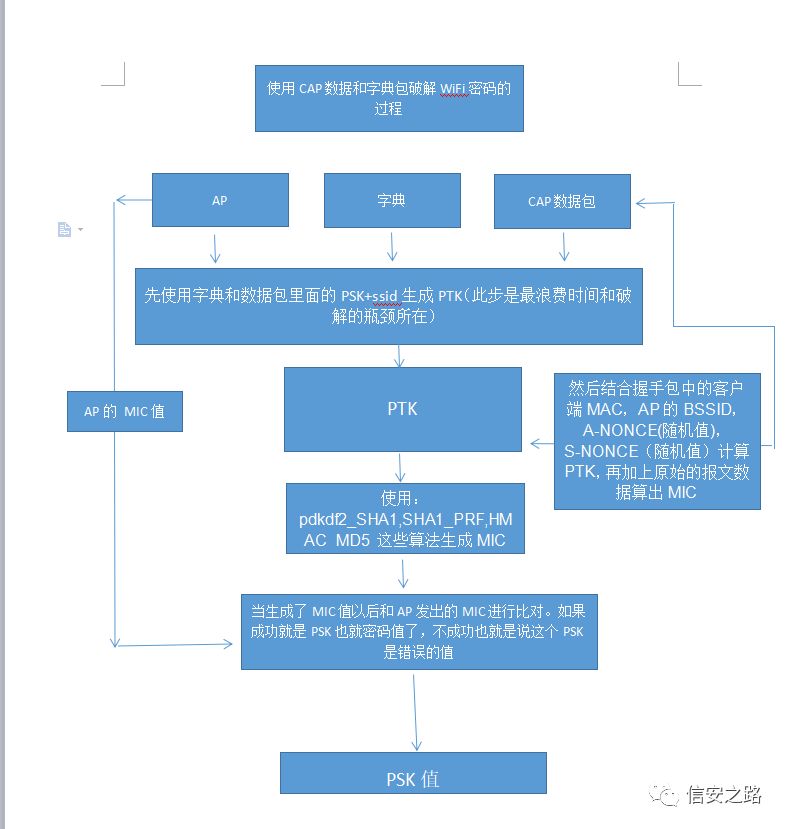 使用 CAP 数据和字典包破解 WiFi 密码的
过程
AP
字典
CAP 数据包
先使用字典和数据包里面的 PSK+ssid 生成 PTK（此步是最浪费时间和破
解的瓶颈所在）
AP 的 MIC 值
PTK
然后结合握手包中的客户
端 MAC，AP 的 BSSID，
A-NONCE(随机值)，
S-NONCE（随机值）计算
PTK，再加上原始的报文数
据算出 MIC
使用：
pdkdf2_SHA1,SHA1_PRF,HM
AC_MD5 这些算法生成 MIC
当生成了 MIC 值以后和 AP 发出的 MIC 进行比对。如果
成功就是 PSK 也就密码值了，不成功也就是说这个 PSK
是错误的值
PSK 值
信安之路